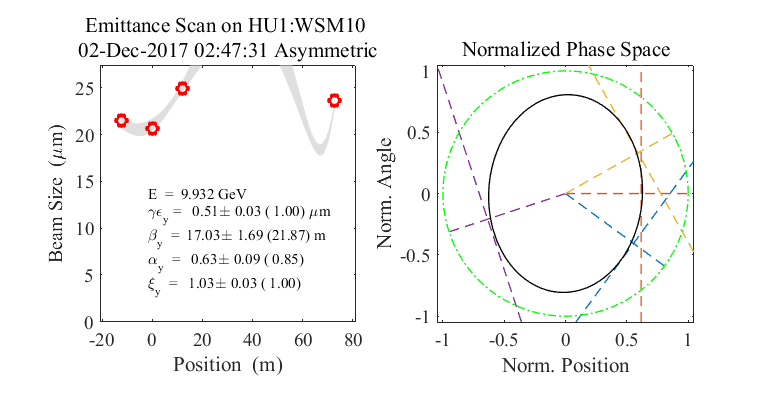 Emittance Scan on HU1:WSM10
02-Dec-2017 02:47:31 Asymmetric
25
20
15
10
5
0
Beam Size (μm)
E = 9.932 GeV
γϵy = 0.51± 0.03 ( 1.00) μm
βy = 17.03± 1.69 (21.87) m
αy = 0.63± 0.09 ( 0.85)
ξy = 1.03± 0.03 ( 1.00)
-20 0 20 40 60 80
Position (m)
Normalized Phase Space
1
0.5
0
-0.5
-1
Norm. Angle
-1 -0.5 0 0.5 1
Norm. Position